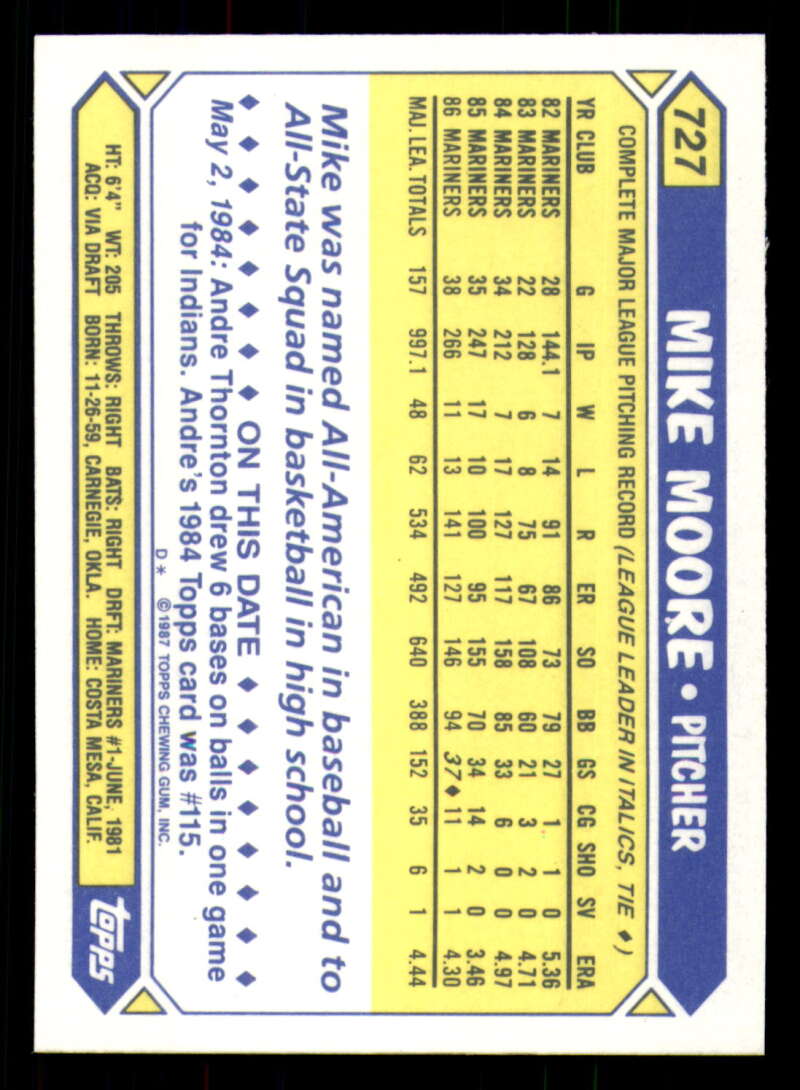 727 MIKE MOORE • PITCHER
COMPLETE MAJOR LEAGUE PITCHING RECORD (LEAGUE LEADER IN ITALICS, TIE ♦)
YR CLUB G IP W L R ER SO BB GS CG SHO SV ERA
82 MARINERS 28 144.1 7 14 91 86 73 79 27 1 1 0 5.36
83 MARINERS 22 128 6 8 75 67 108 60 21 3 2 0 4.71
84 MARINERS 34 212 7 17 127 117 158 85 33 6 0 0 4.97
85 MARINERS 35 247 17 10 100 95 155 70 34 14 2 0 3.46
86 MARINERS 38 266 11 13 141 127 146 94 37♦ 11 1 1 4.30
MAJ. LEA. TOTALS 157 997.1 48 62 534 492 640 388 152 35 6 1 4.44
Mike was named All-American in baseball and to
All-State Squad in basketball in high school.
♦ ♦ ♦ ♦ ♦ ♦ ♦ ON THIS DATE ♦ ♦ ♦ ♦ ♦ ♦ ♦
May 2, 1984: Andre Thornton drew 6 bases on balls in one game
for Indians. Andre's 1984 Topps card was #115.
D* ©1987 TOPPS CHEWING GUM, INC.
HT: 6'4" WT: 205 THROWS: RIGHT BATS: RIGHT DRFT: MARINERS #1-JUNE, 1981
ACQ: VIA DRAFT BORN: 11-26-59, CARNEGIE, OKLA. HOME: COSTA MESA, CALIF.
topps